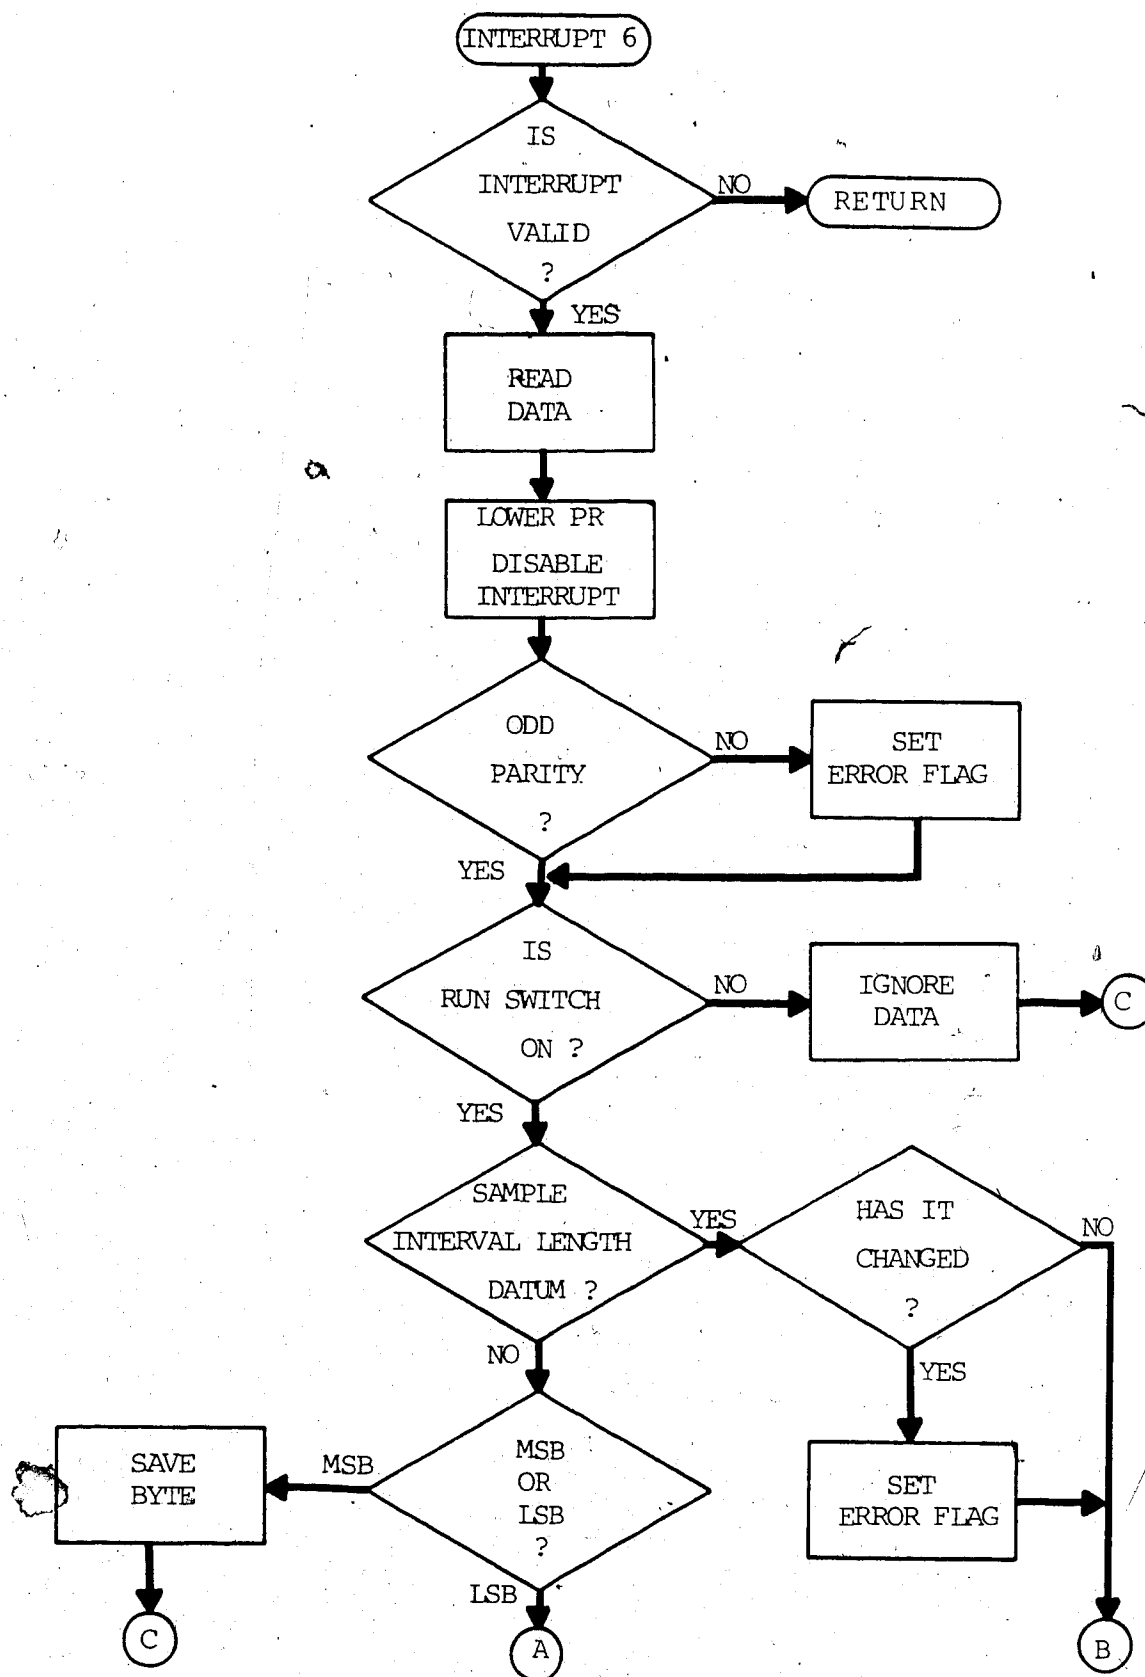 INTERRUPT 6
IS
INTERRUPT
VALID
?
NO
RETURN
YES
READ
DATA
LOWER PR
DISABLE
INTERRUPT
ODD
PARITY
?
NO
SET
ERROR FLAG
YES
IS
RUN SWITCH
ON ?
NO
IGNORE
DATA
C
YES
SAMPLE
INTERVAL LENGTH
DATUM ?
YES
HAS IT
CHANGED
?
NO
YES
SET
ERROR FLAG
B
NO
MSB
OR
LSB
?
MSB
SAVE
BYTE
C
LSB
A